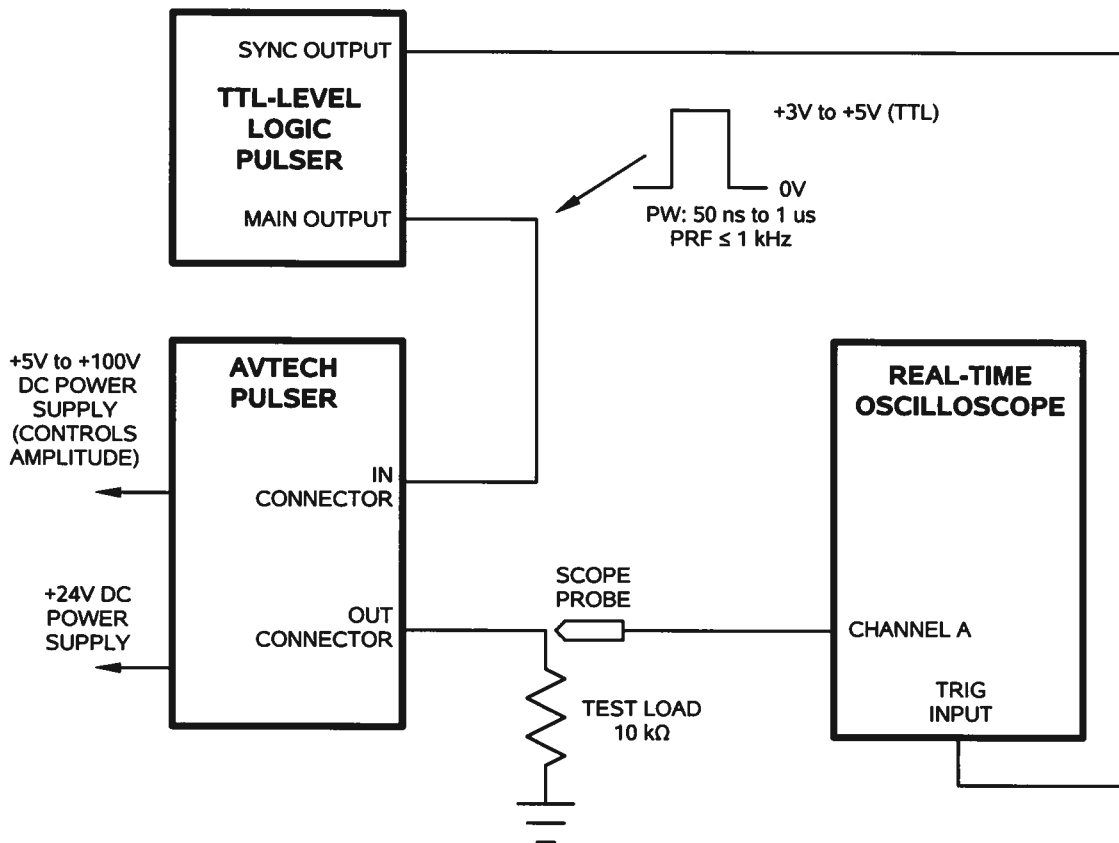 SYNC OUTPUT
TTL-LEVEL
LOGIC
PULSER
MAIN OUTPUT
+3V to +5V (TTL)
0V
PW: 50 ns to 1 us
PRF ≤ 1 kHz
+5V to +100V
DC POWER
SUPPLY
(CONTROLS
AMPLITUDE)
+24V DC
POWER
SUPPLY
AVTECH
PULSER
IN
CONNECTOR
OUT
CONNECTOR
SCOPE
PROBE
TEST LOAD
10 kΩ
REAL-TIME
OSCILLOSCOPE
CHANNEL A
TRIG
INPUT